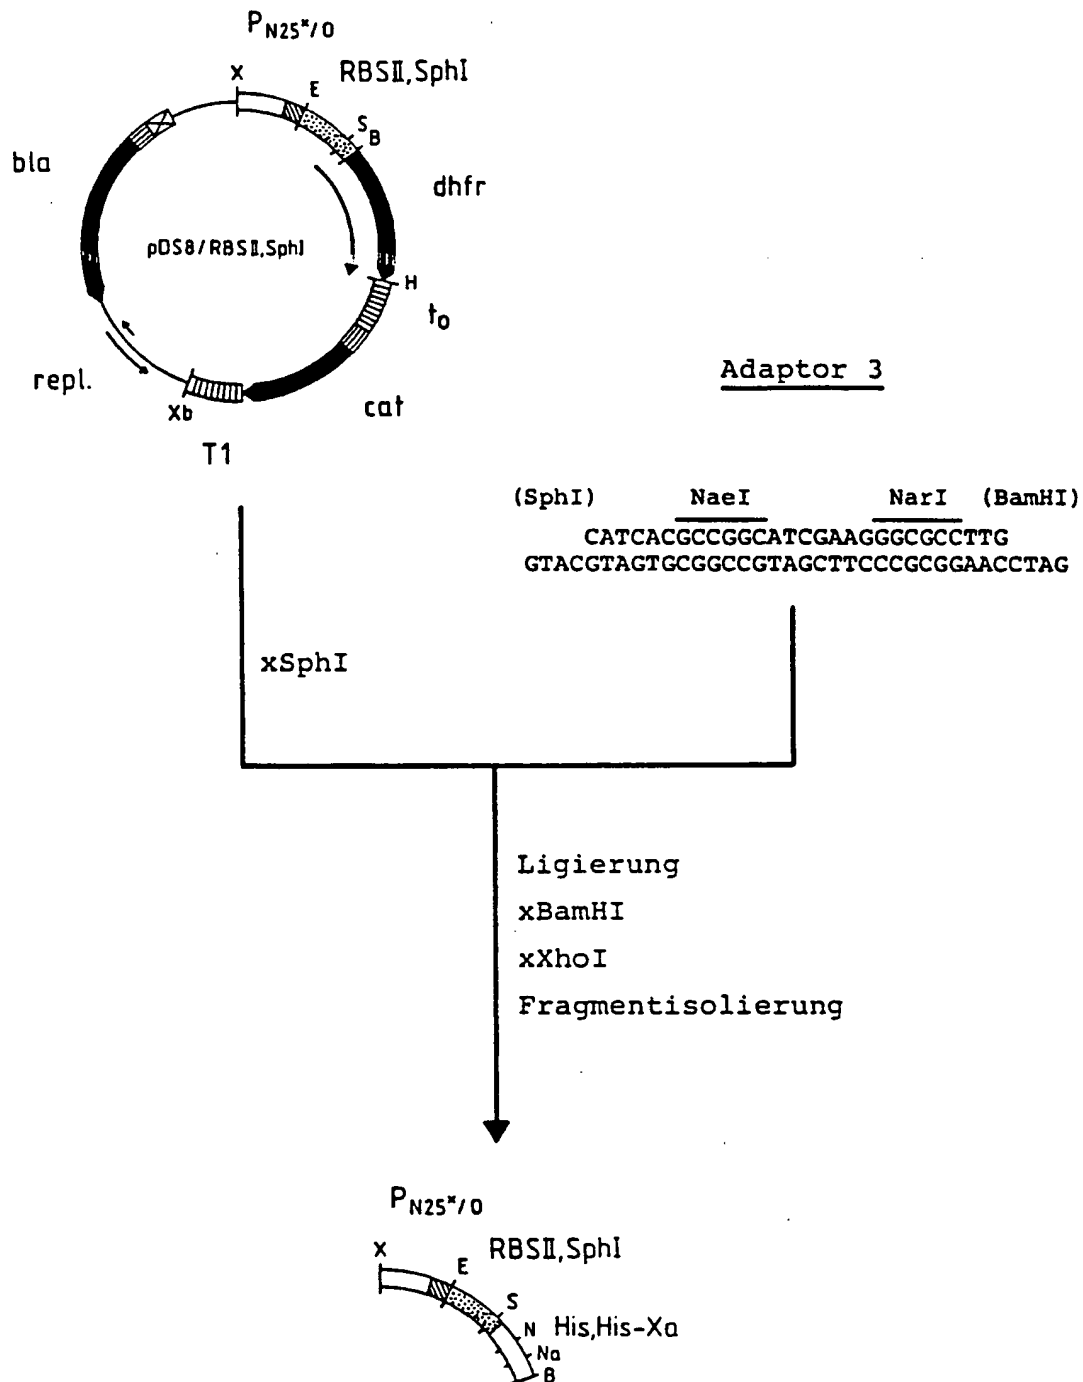 P N25*/O
X
E
RBSII,SphI
S
B
bla
dhfr
pDS8/RBSII,SphI
H
to
repl.
Xb
cat
T1
Adaptor 3
(SphI) NaeI NarI (BamHI)
CATCACGCCGGCATCGAAGGGCGCCTTG
GTACGTAGTGCGGCCGTAGCTTCCCGCGGAACCTAG
xSphI
Ligierung
xBamHI
xXhoI
Fragmentisolierung
P N25*/O
X
E
RBSII,SphI
S
N
His,His-Xa
Na
B